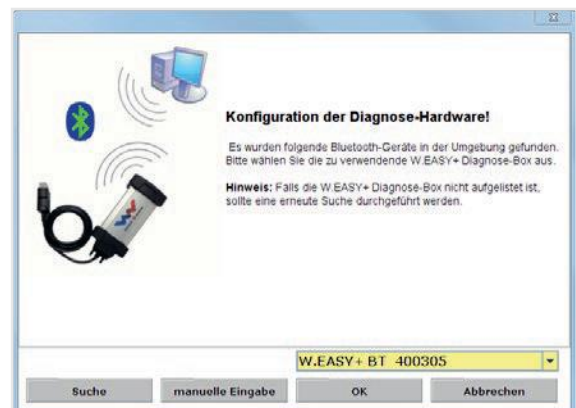 Konfiguration der Diagnose-Hardware!
Es wurden folgende Bluetooth-Geräte in der Umgebung gefunden.
Bitte wählen Sie die zu verwendende W.EASY+ Diagnose-Box aus.
Hinweis: Falls die W.EASY+ Diagnose-Box nicht aufgelistet ist,
sollte eine erneute Suche durchgeführt werden.
W.EASY+ BT 400305
Suche
manuelle Eingabe
OK
Abbrechen